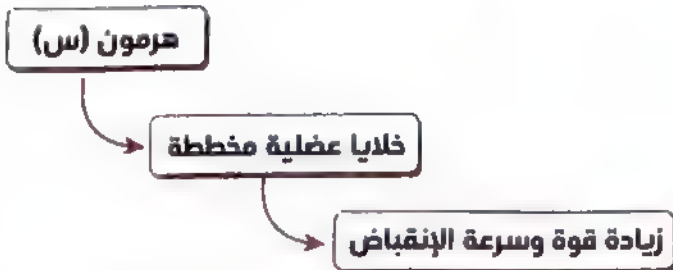 هرمون (س)
خلايا عضلية مخططة
زيادة قوة وسرعة الإنقباض